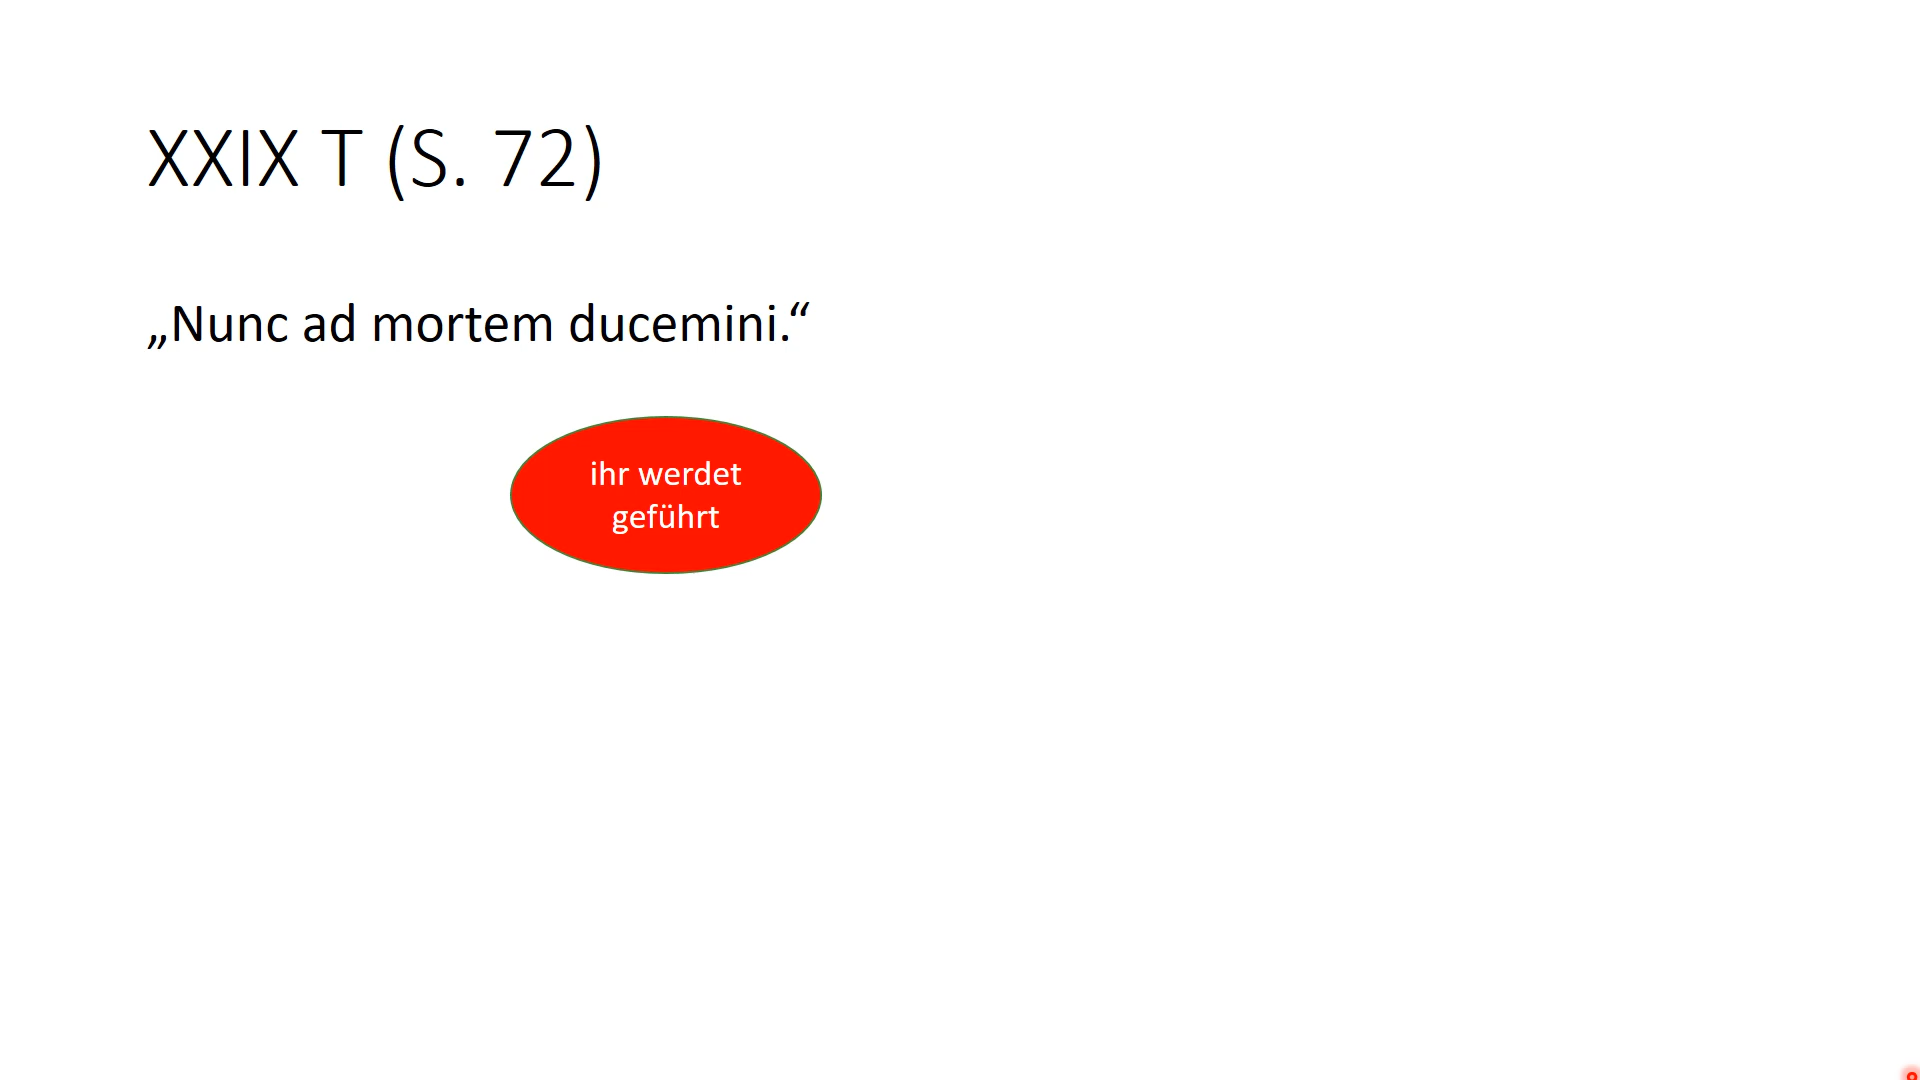 XXIX T (S. 72)
„Nunc ad mortem ducemini.“
ihr werdet
geführt